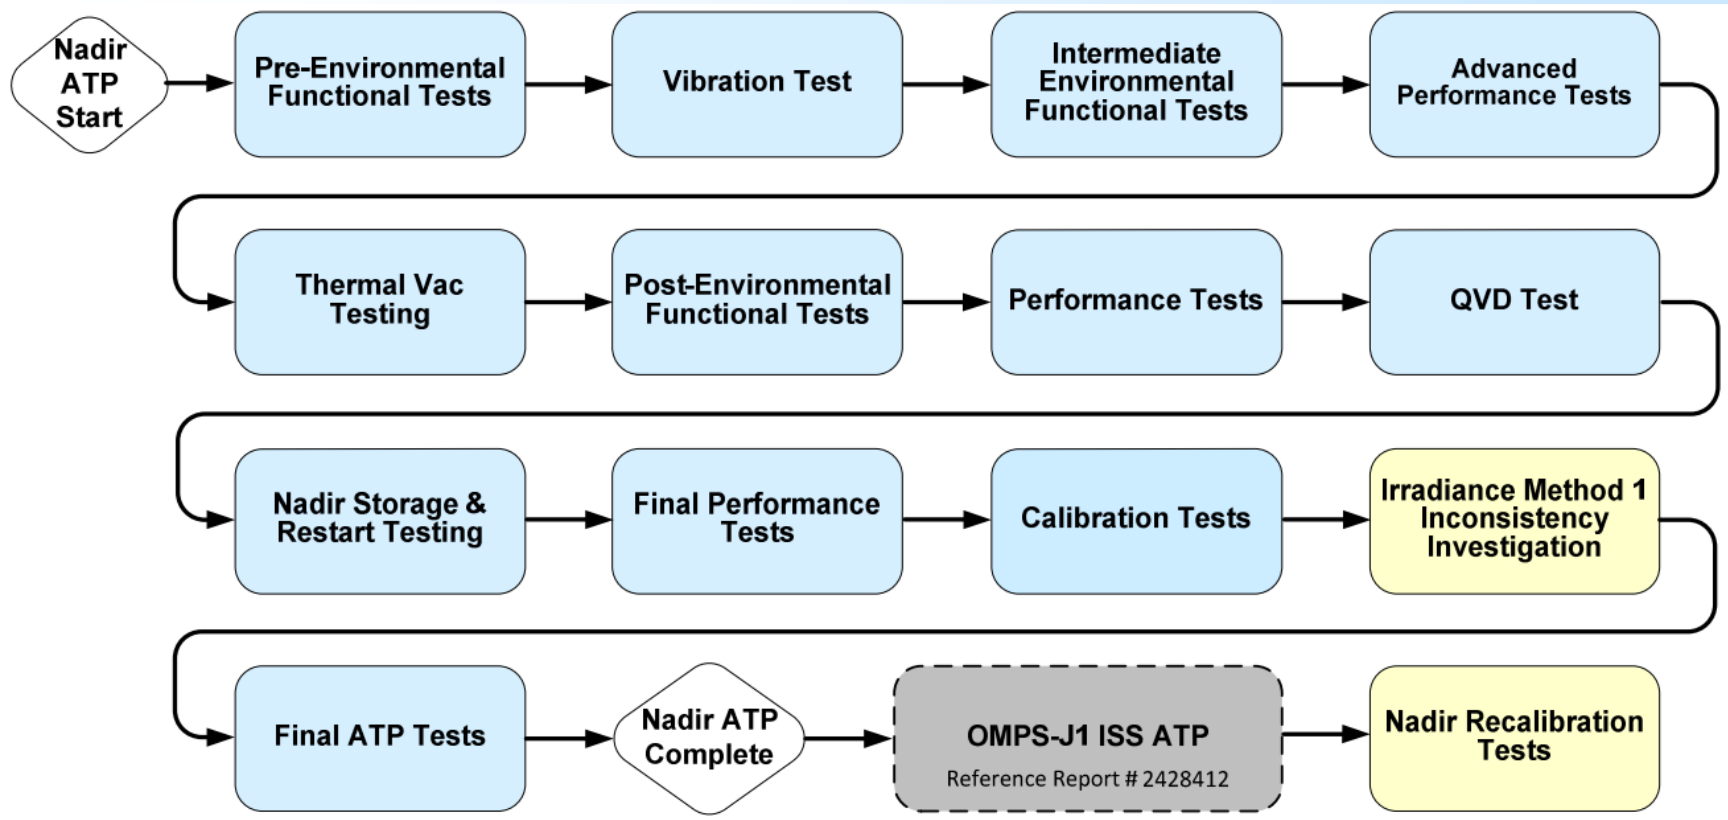 Nadir
ATP
Start
Pre-Environmental
Functional Tests
Vibration Test
Intermediate
Environmental
Functional Tests
Advanced
Performance Tests
Thermal Vac
Testing
Post-Environmental
Functional Tests
Performance Tests
QVD Test
Nadir Storage &
Restart Testing
Final Performance
Tests
Calibration Tests
Irradiance Method 1
Inconsistency
Investigation
Final ATP Tests
Nadir ATP
Complete
OMPS-J1 ISS ATP
Reference Report # 2428412
Nadir Recalibration
Tests